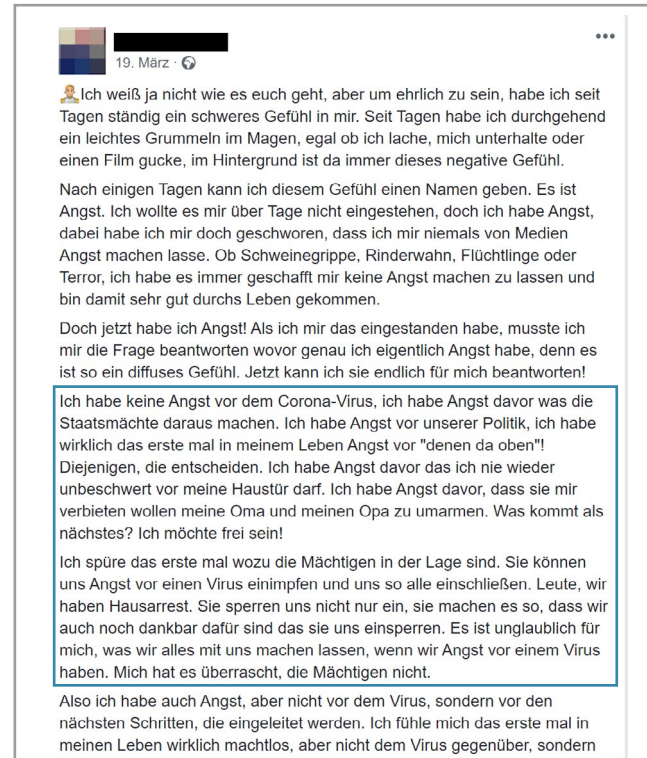 19. März ·
Ich weiß ja nicht wie es euch geht, aber um ehrlich zu sein, habe ich seit
Tagen ständig ein schweres Gefühl in mir. Seit Tagen habe ich durchgehend
ein leichtes Grummeln im Magen, egal ob ich lache, mich unterhalte oder
einen Film gucke, im Hintergrund ist da immer dieses negative Gefühl.
Nach einigen Tagen kann ich diesem Gefühl einen Namen geben. Es ist
Angst. Ich wollte es mir über Tage nicht eingestehen, doch ich habe Angst,
dabei habe ich mir doch geschworen, dass ich mir niemals von Medien
Angst machen lasse. Ob Schweinegrippe, Rinderwahn, Flüchtlinge oder
Terror, ich habe es immer geschafft mir keine Angst machen zu lassen und
bin damit sehr gut durchs Leben gekommen.
Doch jetzt habe ich Angst! Als ich mir das eingestanden habe, musste ich
mir die Frage beantworten wovor genau ich eigentlich Angst habe, denn es
ist so ein diffuses Gefühl. Jetzt kann ich sie endlich für mich beantworten!
Ich habe keine Angst vor dem Corona-Virus, ich habe Angst davor was die
Staatsmächte daraus machen. Ich habe Angst vor unserer Politik, ich habe
wirklich das erste mal in meinem Leben Angst vor "denen da oben"!
Diejenigen, die entscheiden. Ich habe Angst davor das ich nie wieder
unbeschwert vor meine Haustür darf. Ich habe Angst davor, dass sie mir
verbieten wollen meine Oma und meinen Opa zu umarmen. Was kommt als
nächstes? Ich möchte frei sein!
Ich spüre das erste mal wozu die Mächtigen in der Lage sind. Sie können
uns Angst vor einen Virus einimpfen und uns so alle einschließen. Leute, wir
haben Hausarrest. Sie sperren uns nicht nur ein, sie machen es so, dass wir
auch noch dankbar dafür sind das sie uns einsperren. Es ist unglaublich für
mich, was wir alles mit uns machen lassen, wenn wir Angst vor einem Virus
haben. Mich hat es überrascht, die Mächtigen nicht.
Also ich habe auch Angst, aber nicht vor dem Virus, sondern vor den
nächsten Schritten, die eingeleitet werden. Ich fühle mich das erste mal in
meinen Leben wirklich machtlos, aber nicht dem Virus gegenüber, sondern